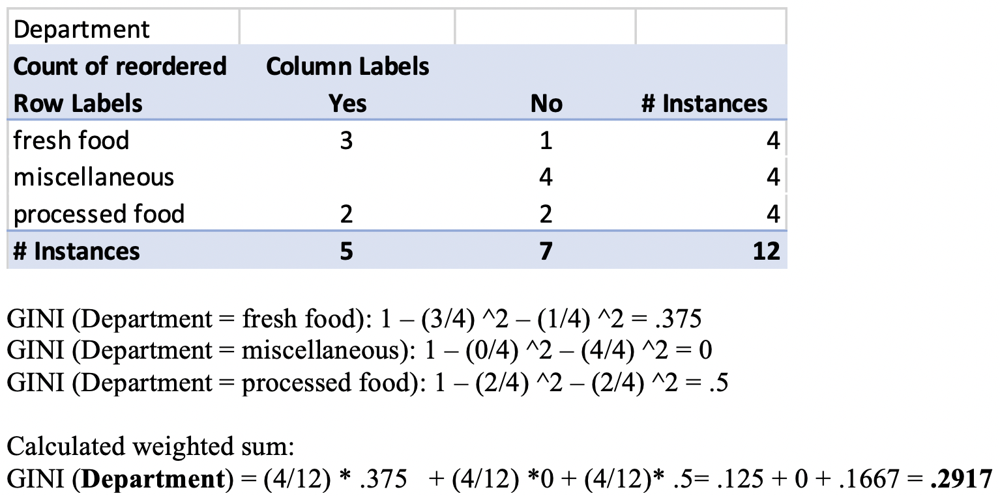 Department
Count of reordered Column Labels
Row Labels Yes No # Instances
fresh food 3 1 4
miscellaneous 4 4
processed food 2 2 4
# Instances 5 7 12
GINI (Department = fresh food): 1 – (3/4) ^2 – (1/4) ^2 = .375
GINI (Department = miscellaneous): 1 – (0/4) ^2 – (4/4) ^2 = 0
GINI (Department = processed food): 1 – (2/4) ^2 – (2/4) ^2 = .5
Calculated weighted sum:
GINI (Department) = (4/12) * .375 + (4/12) *0 + (4/12)* .5= .125 + 0 + .1667 = .2917